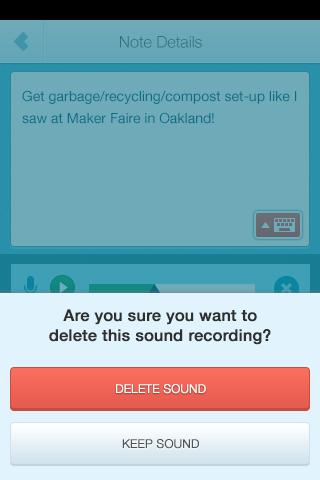 Note Details
Get garbage/recycling/compost set-up like I
saw at Maker Faire in Oakland!
Are you sure you want to
delete this sound recording?
DELETE SOUND
KEEP SOUND